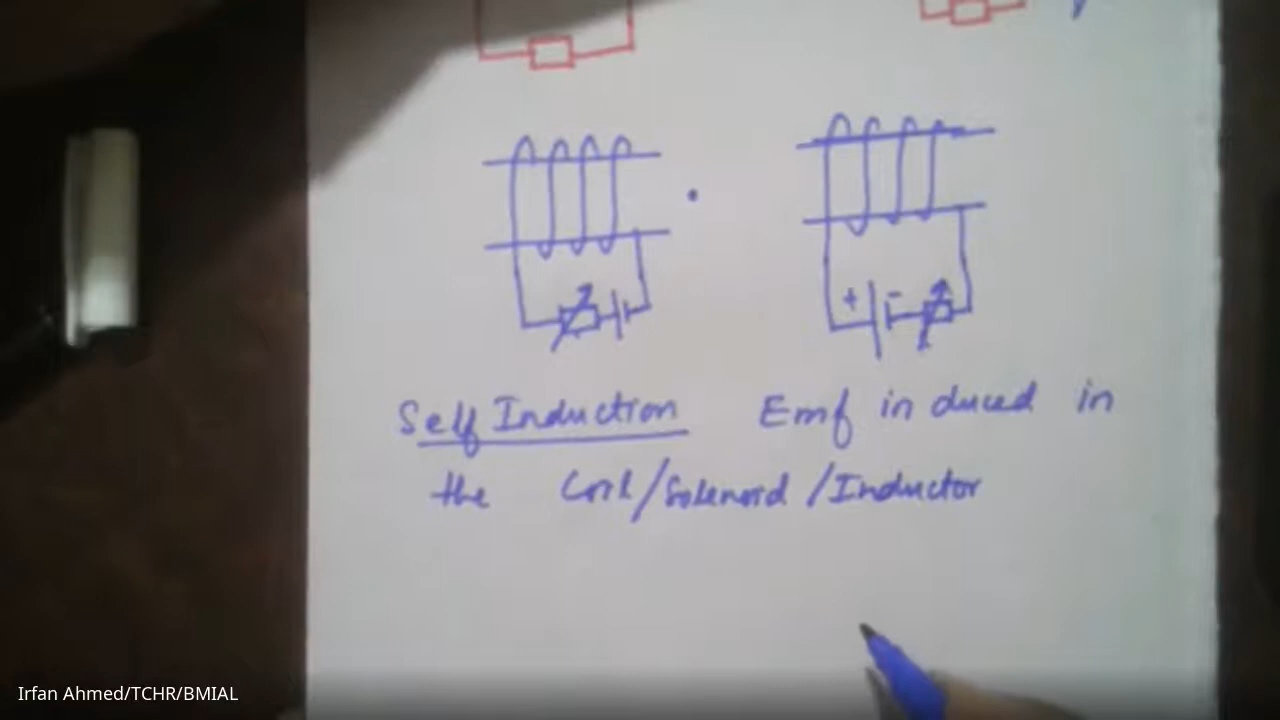 + -
Self Induction Emf induced in
the Coil/Solenoid/Inductor
Irfan Ahmed/TCHR/BMIAL